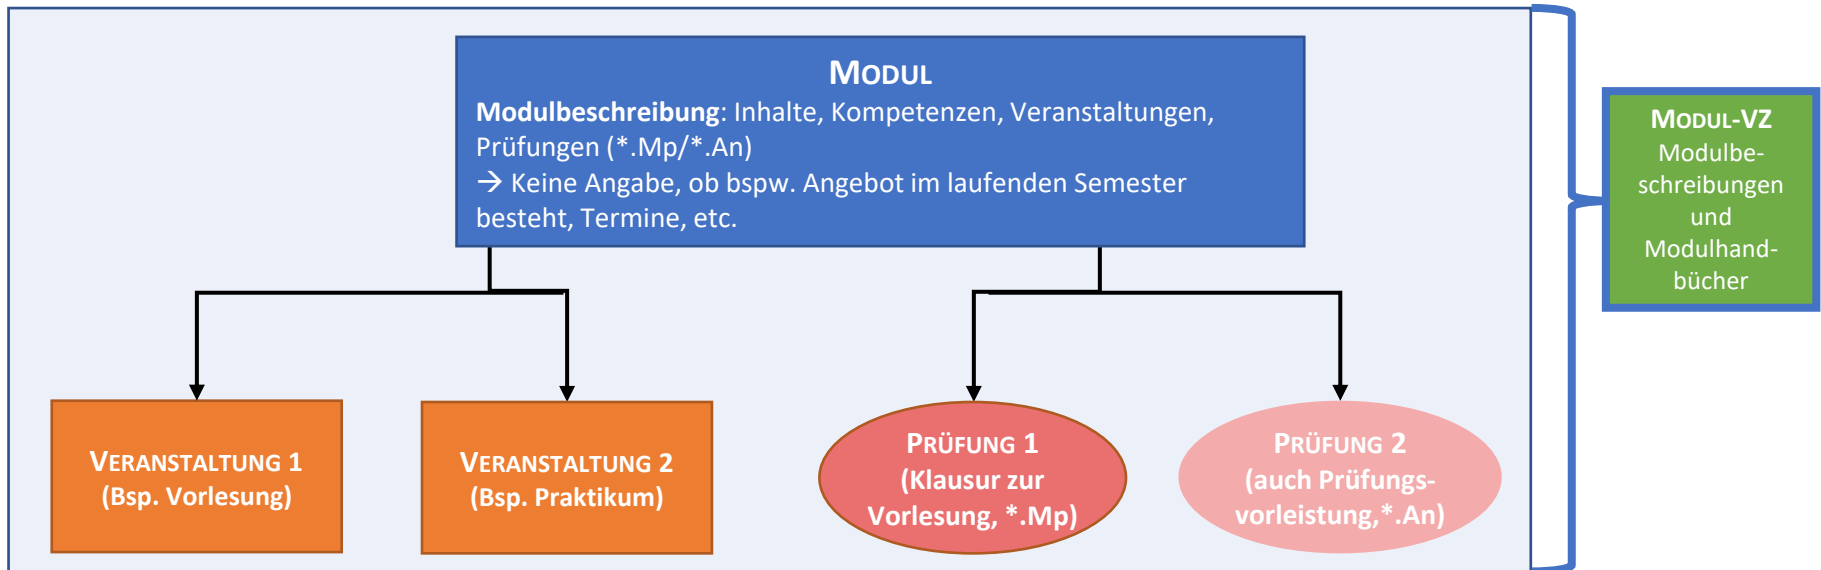 MODUL
Modulbeschreibung: Inhalte, Kompetenzen, Veranstaltungen,
Prüfungen (*.Mp/*.An)
→ Keine Angabe, ob bspw. Angebot im laufenden Semester
besteht, Termine, etc.
MODUL-VZ
Modulbe-
schreibungen
und
Modulhand-
bücher
VERANSTALTUNG 1
(Bsp. Vorlesung)
VERANSTALTUNG 2
(Bsp. Praktikum)
PRÜFUNG 1
(Klausur zur
Vorlesung, *.Mp)
PRÜFUNG 2
(auch Prüfungs-
vorleistung,*.An)